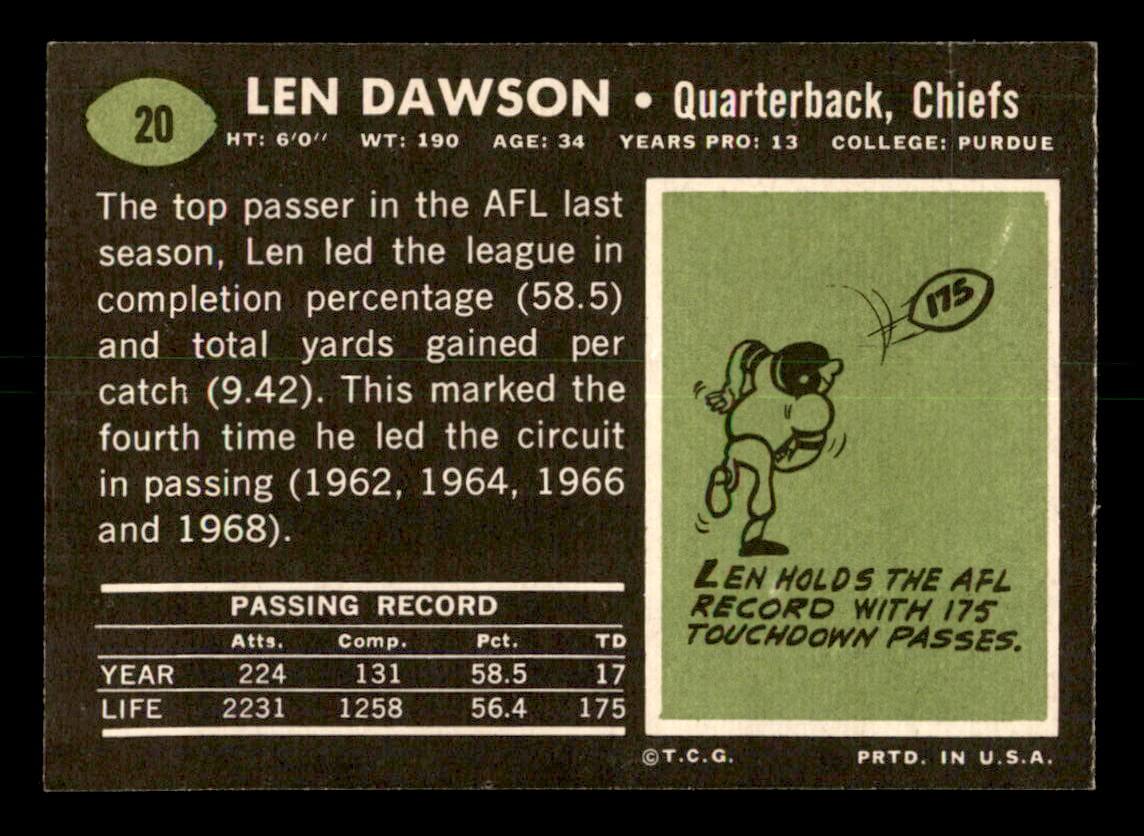 20
LEN DAWSON • Quarterback, Chiefs
HT: 6'0'' WT: 190 AGE: 34 YEARS PRO: 13 COLLEGE: PURDUE
The top passer in the AFL last
season, Len led the league in
completion percentage (58.5)
and total yards gained per
catch (9.42). This marked the
fourth time he led the circuit
in passing (1962, 1964, 1966
and 1968).
PASSING RECORD
Atts. Comp. Pct. TD
YEAR 224 131 58.5 17
LIFE 2231 1258 56.4 175
175
LEN HOLDS THE AFL
RECORD WITH 175
TOUCHDOWN PASSES.
©T.C.G. PRTD. IN U.S.A.